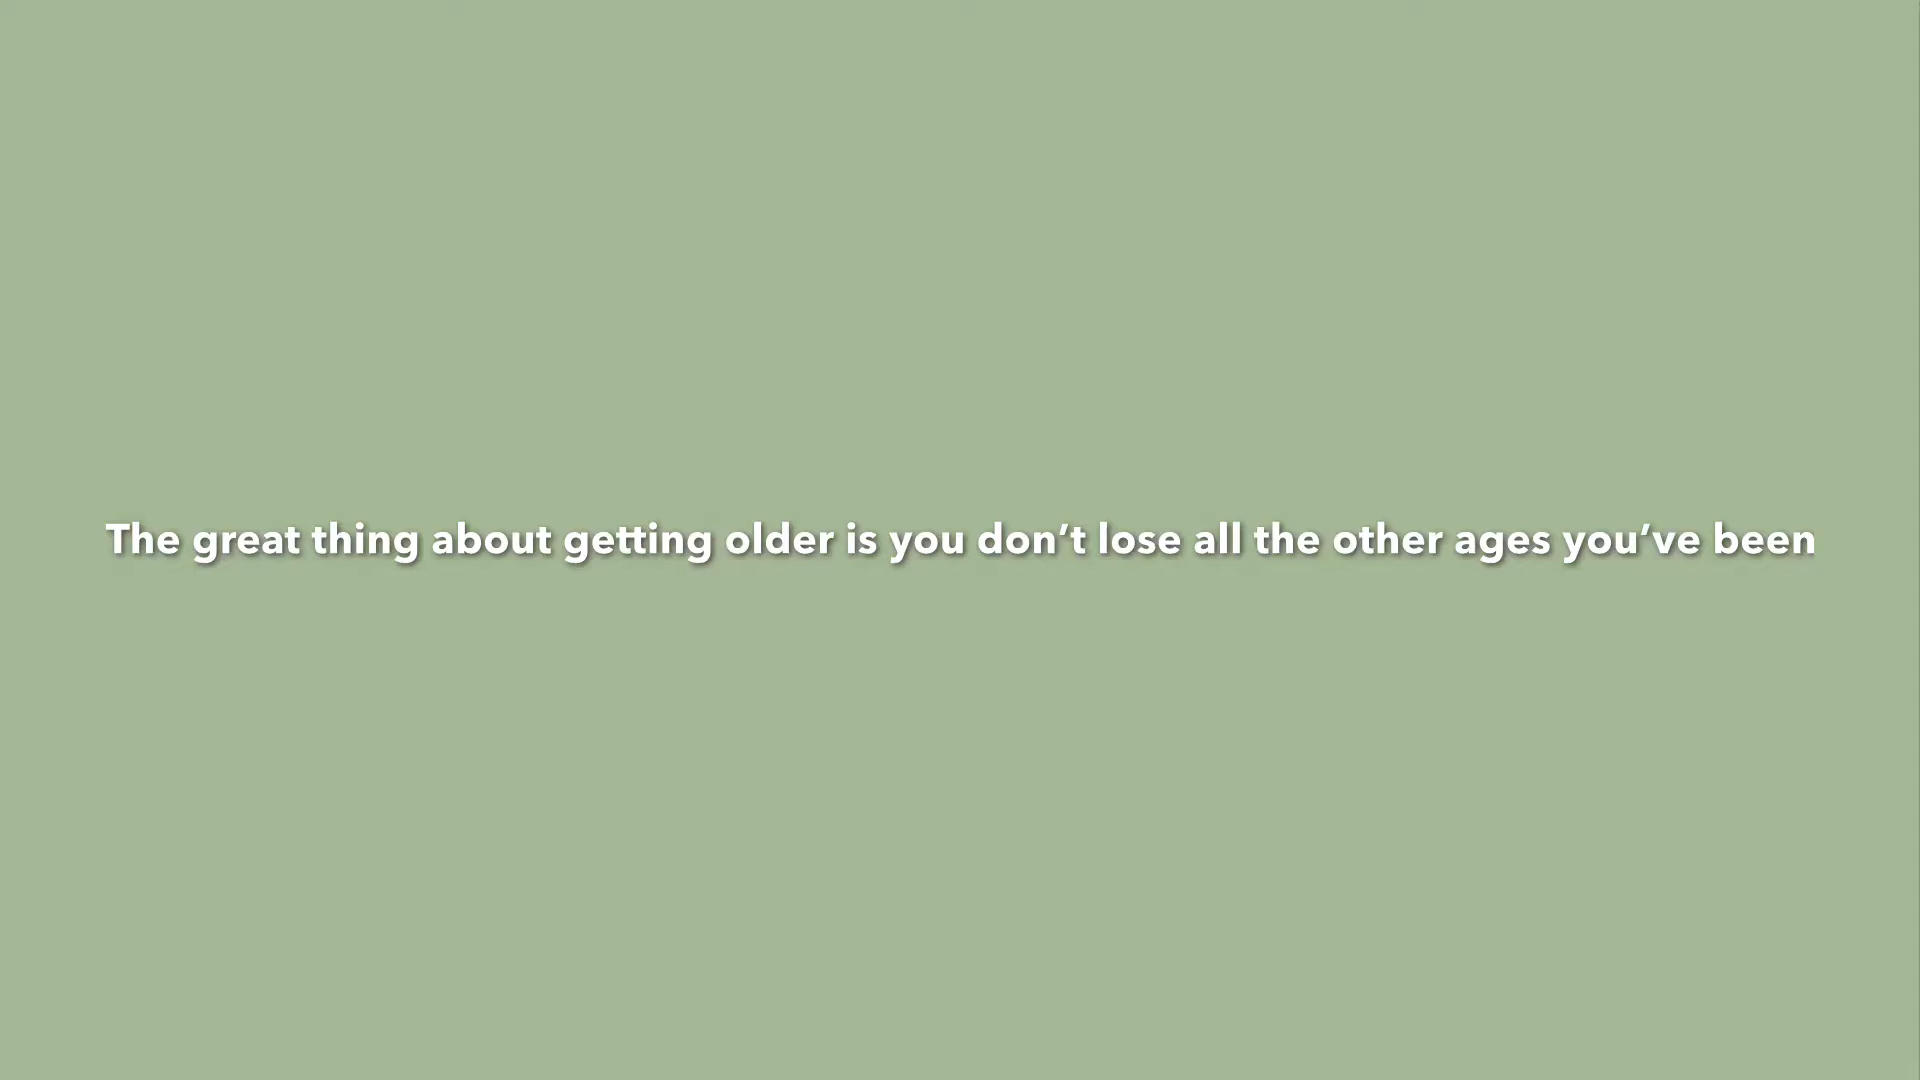 The great thing about getting older is you don’t lose all the other ages you’ve been